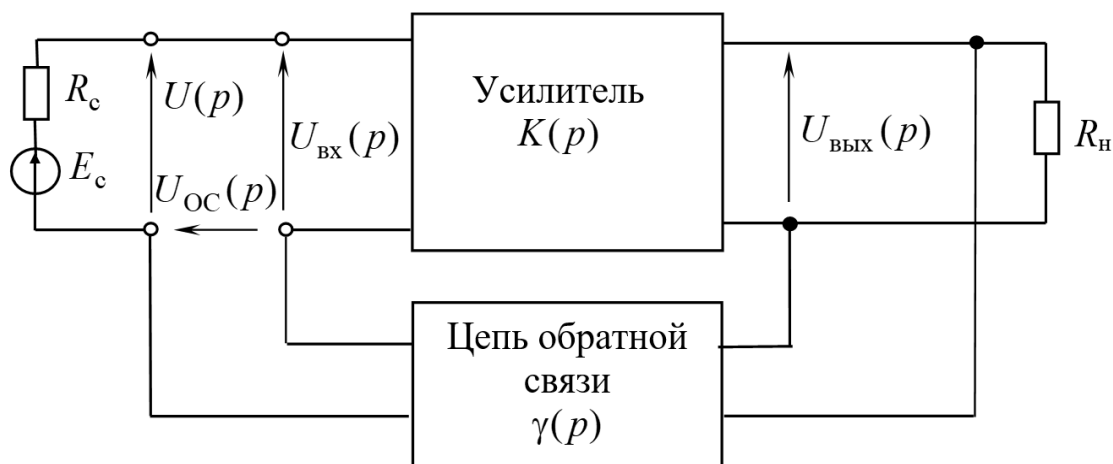 R_с
E_с
U(p)
U_ОС(p)
U_вх(p)
Усилитель
K(p)
U_вых(p)
R_н
Цепь обратной
связи
γ(p)